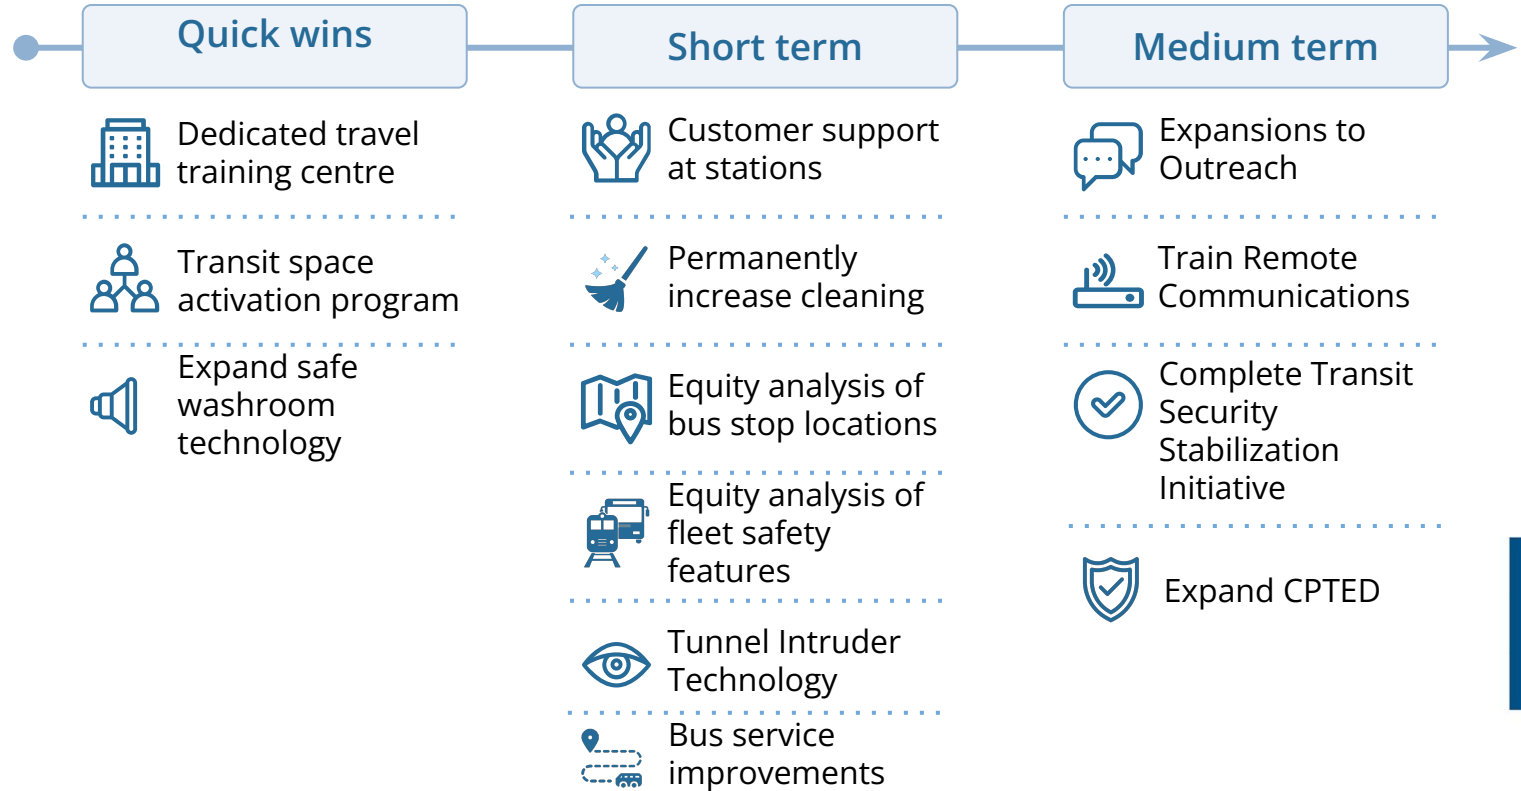 Quick wins
Dedicated travel
training centre
Transit space
activation program
Expand safe
washroom
technology
Short term
Customer support
at stations
Permanently
increase cleaning
Equity analysis of
bus stop locations
Equity analysis of
fleet safety
features
Tunnel Intruder
Technology
Bus service
improvements
Medium term
Expansions to
Outreach
Train Remote
Communications
Complete Transit
Security
Stabilization
Initiative
Expand CPTED